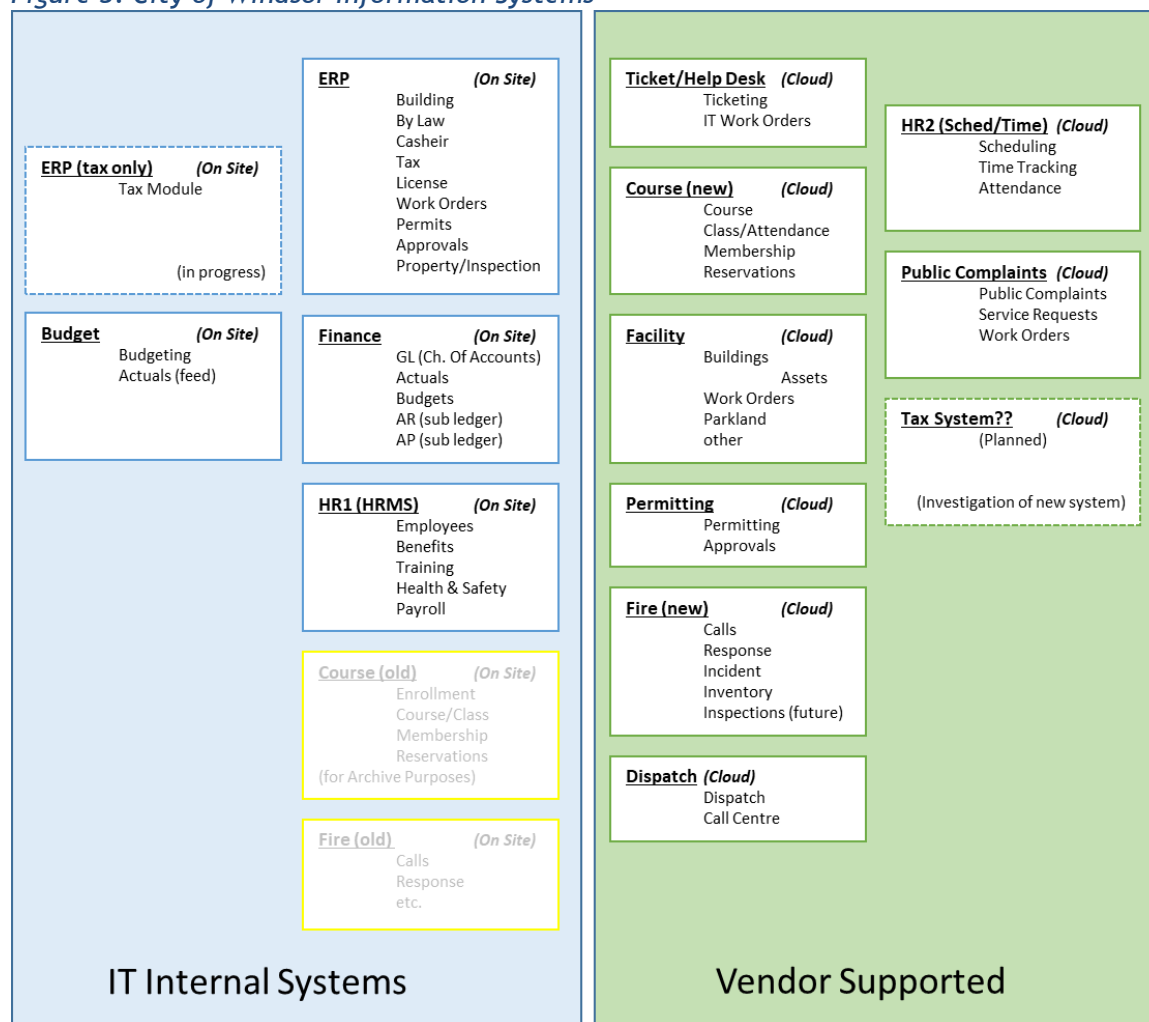 Figure 3: City of Windsor Information Systems
ERP (tax only) (On Site)
Tax Module
(in progress)
Budget (On Site)
Budgeting
Actuals (feed)
ERP (On Site)
Building
By Law
Casheir
Tax
License
Work Orders
Permits
Approvals
Property/Inspection
Finance (On Site)
GL (Ch. Of Accounts)
Actuals
Budgets
AR (sub ledger)
AP (sub ledger)
HR1 (HRMS) (On Site)
Employees
Benefits
Training
Health & Safety
Payroll
Course (old) (On Site)
Enrollment
Course/Class
Membership
Reservations
(for Archive Purposes)
Fire (old) (On Site)
Calls
Response
etc.
IT Internal Systems
Ticket/Help Desk (Cloud)
Ticketing
IT Work Orders
Course (new) (Cloud)
Course
Class/Attendance
Membership
Reservations
Facility (Cloud)
Buildings
Assets
Work Orders
Parkland
other
Permitting (Cloud)
Permitting
Approvals
Fire (new) (Cloud)
Calls
Response
Incident
Inventory
Inspections (future)
Dispatch (Cloud)
Dispatch
Call Centre
HR2 (Sched/Time) (Cloud)
Scheduling
Time Tracking
Attendance
Public Complaints (Cloud)
Public Complaints
Service Requests
Work Orders
Tax System?? (Cloud)
(Planned)
(Investigation of new system)
Vendor Supported